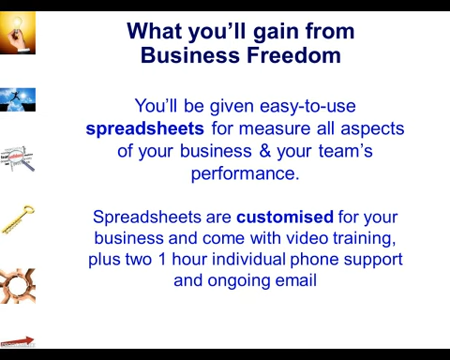 What you'll gain from
Business Freedom
You'll be given easy-to-use
spreadsheets for measure all aspects
of your business & your team's
performance.
Spreadsheets are customised for your
business and come with video training,
plus two 1 hour individual phone support
and ongoing email